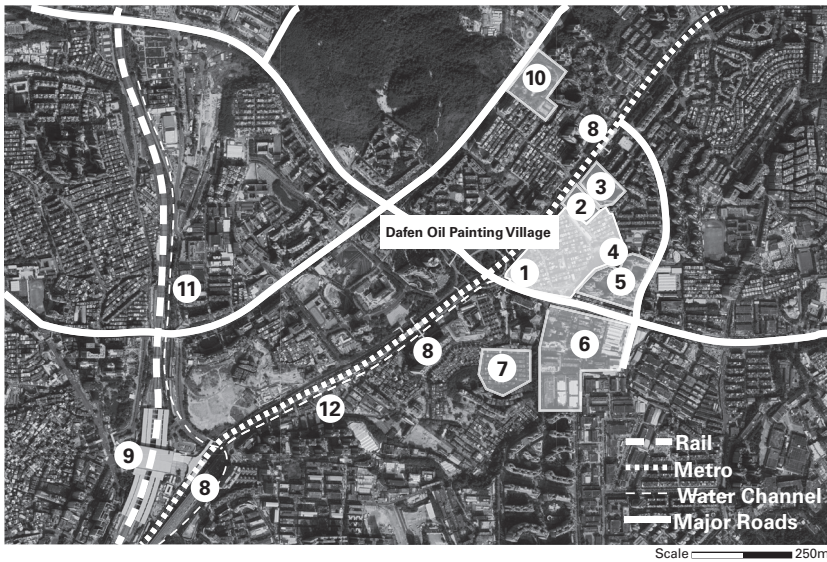 10
8
3
2
Dafen Oil Painting Village
4
1
5
11
6
8
7
12
9
8
Rail
Metro
Water Channel
Major Roads
Scale 250m